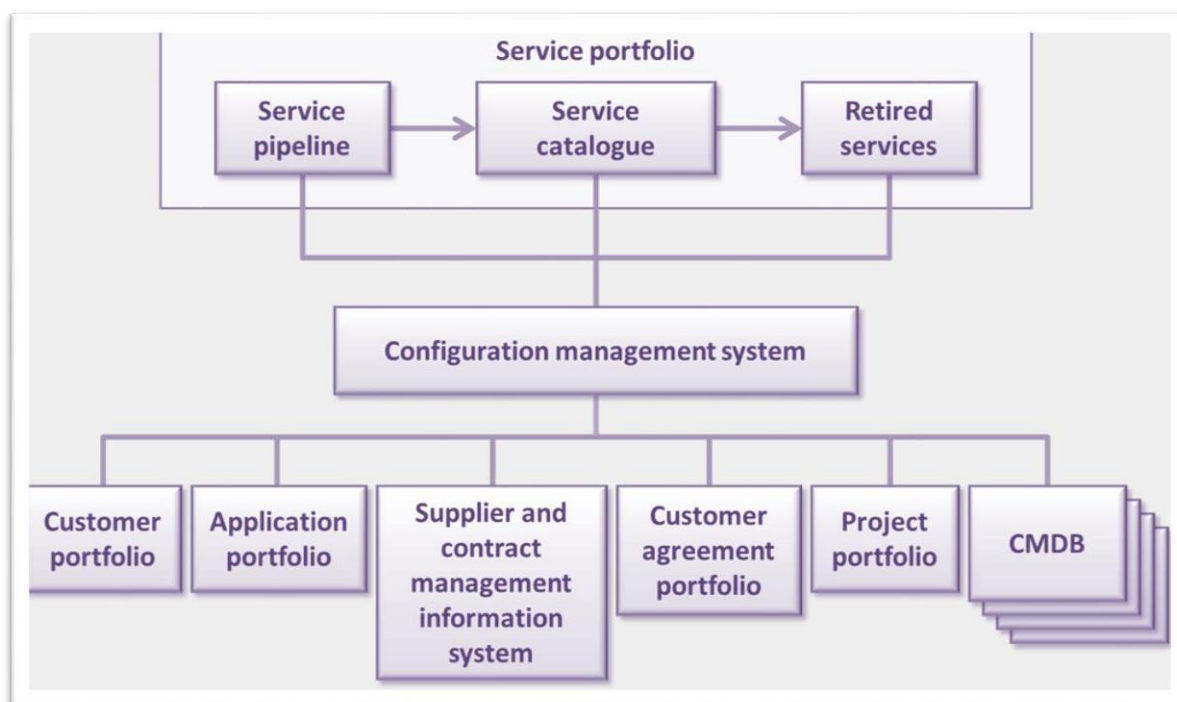 Service portfolio
Service
pipeline
Service
catalogue
Retired
services
Configuration management system
Customer
portfolio
Application
portfolio
Supplier and
contract
management
information
system
Customer
agreement
portfolio
Project
portfolio
CMDB